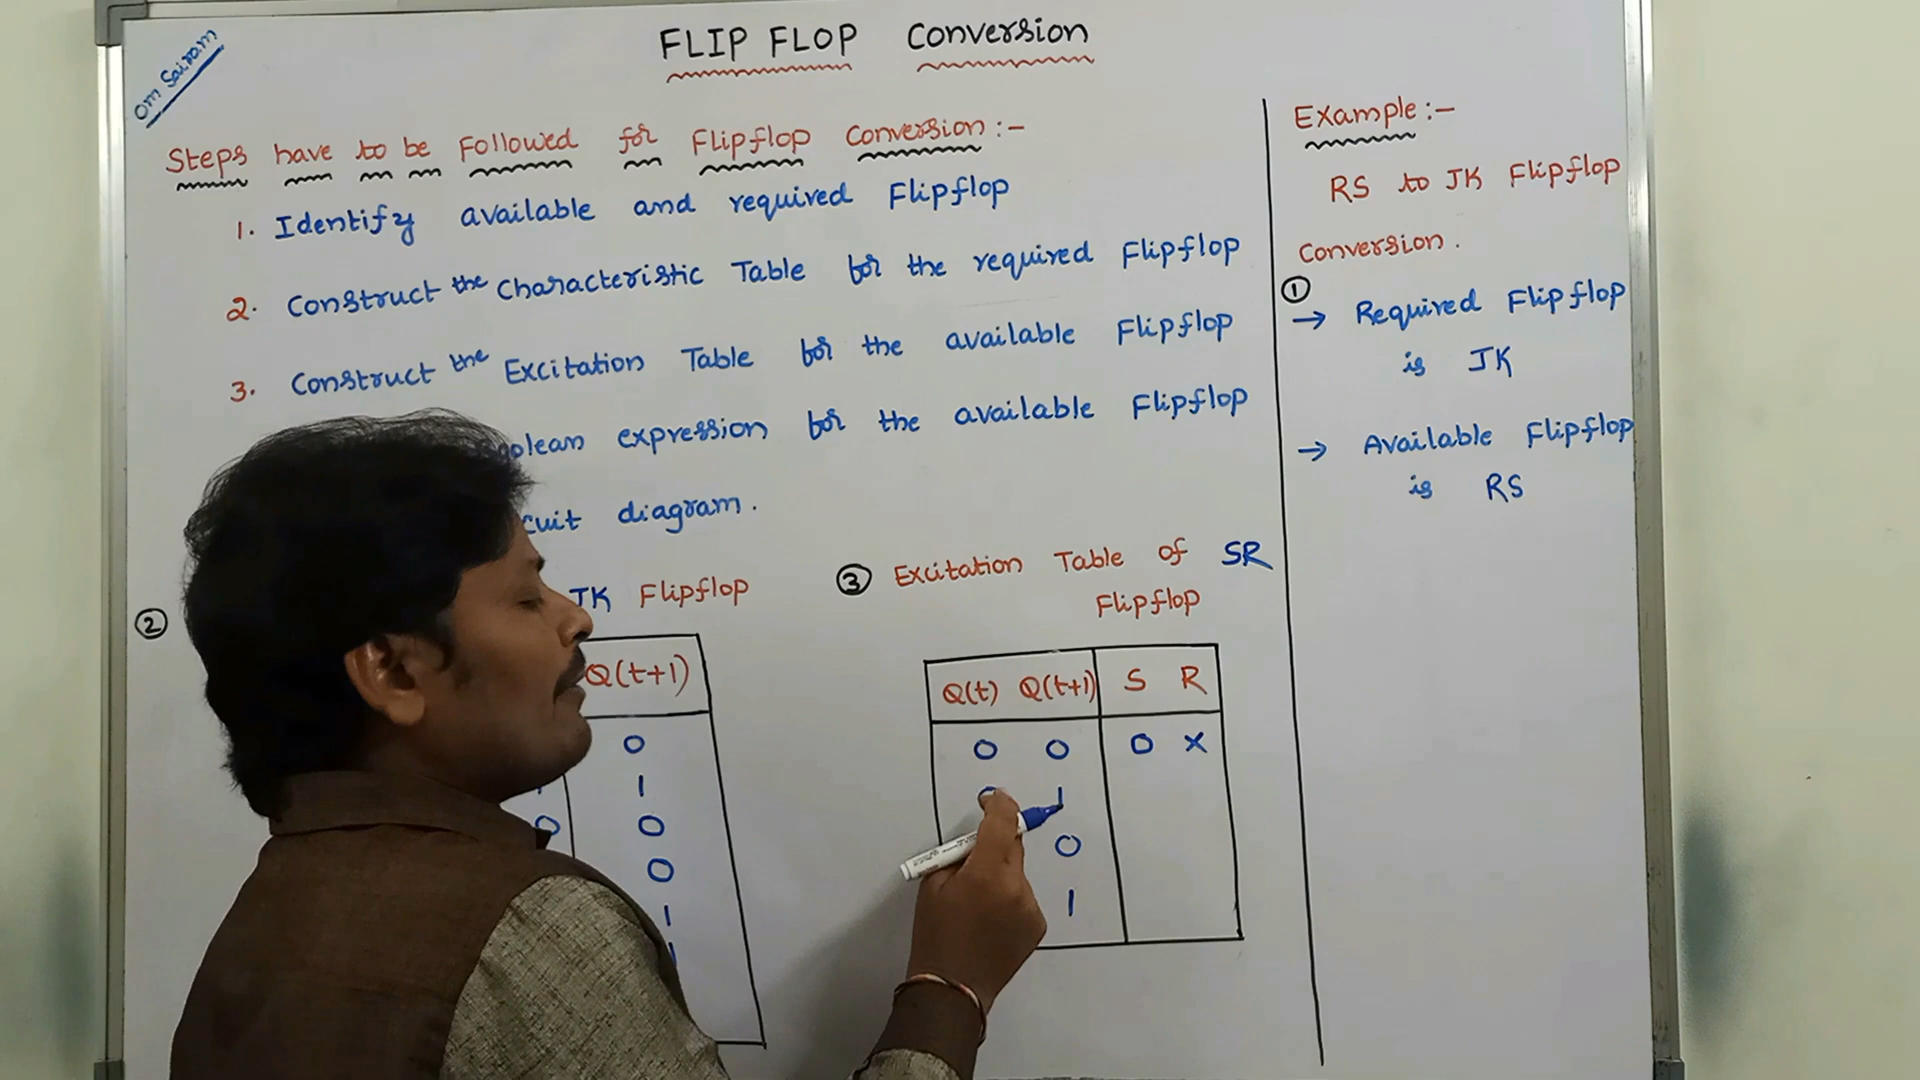 Om Sairam
FLIP FLOP Conversion
Steps have to be Followed for Flipflop Conversion :-
1. Identify available and required Flipflop
2. Construct the Characteristic Table for the required Flipflop
3. Construct the Excitation Table for the available Flipflop
expression for the available Flipflop
diagram.
② JK Flipflop
Q(t+1)
0
1
0 0
0
1
1
③ Excitation Table of SR
Flipflop
Q(t) Q(t+1) S R
0 0 0 X
0 1
0
1
Example :-
RS to JK Flipflop
Conversion.
①
→ Required Flipflop
is JK
→ Available Flipflop
is RS